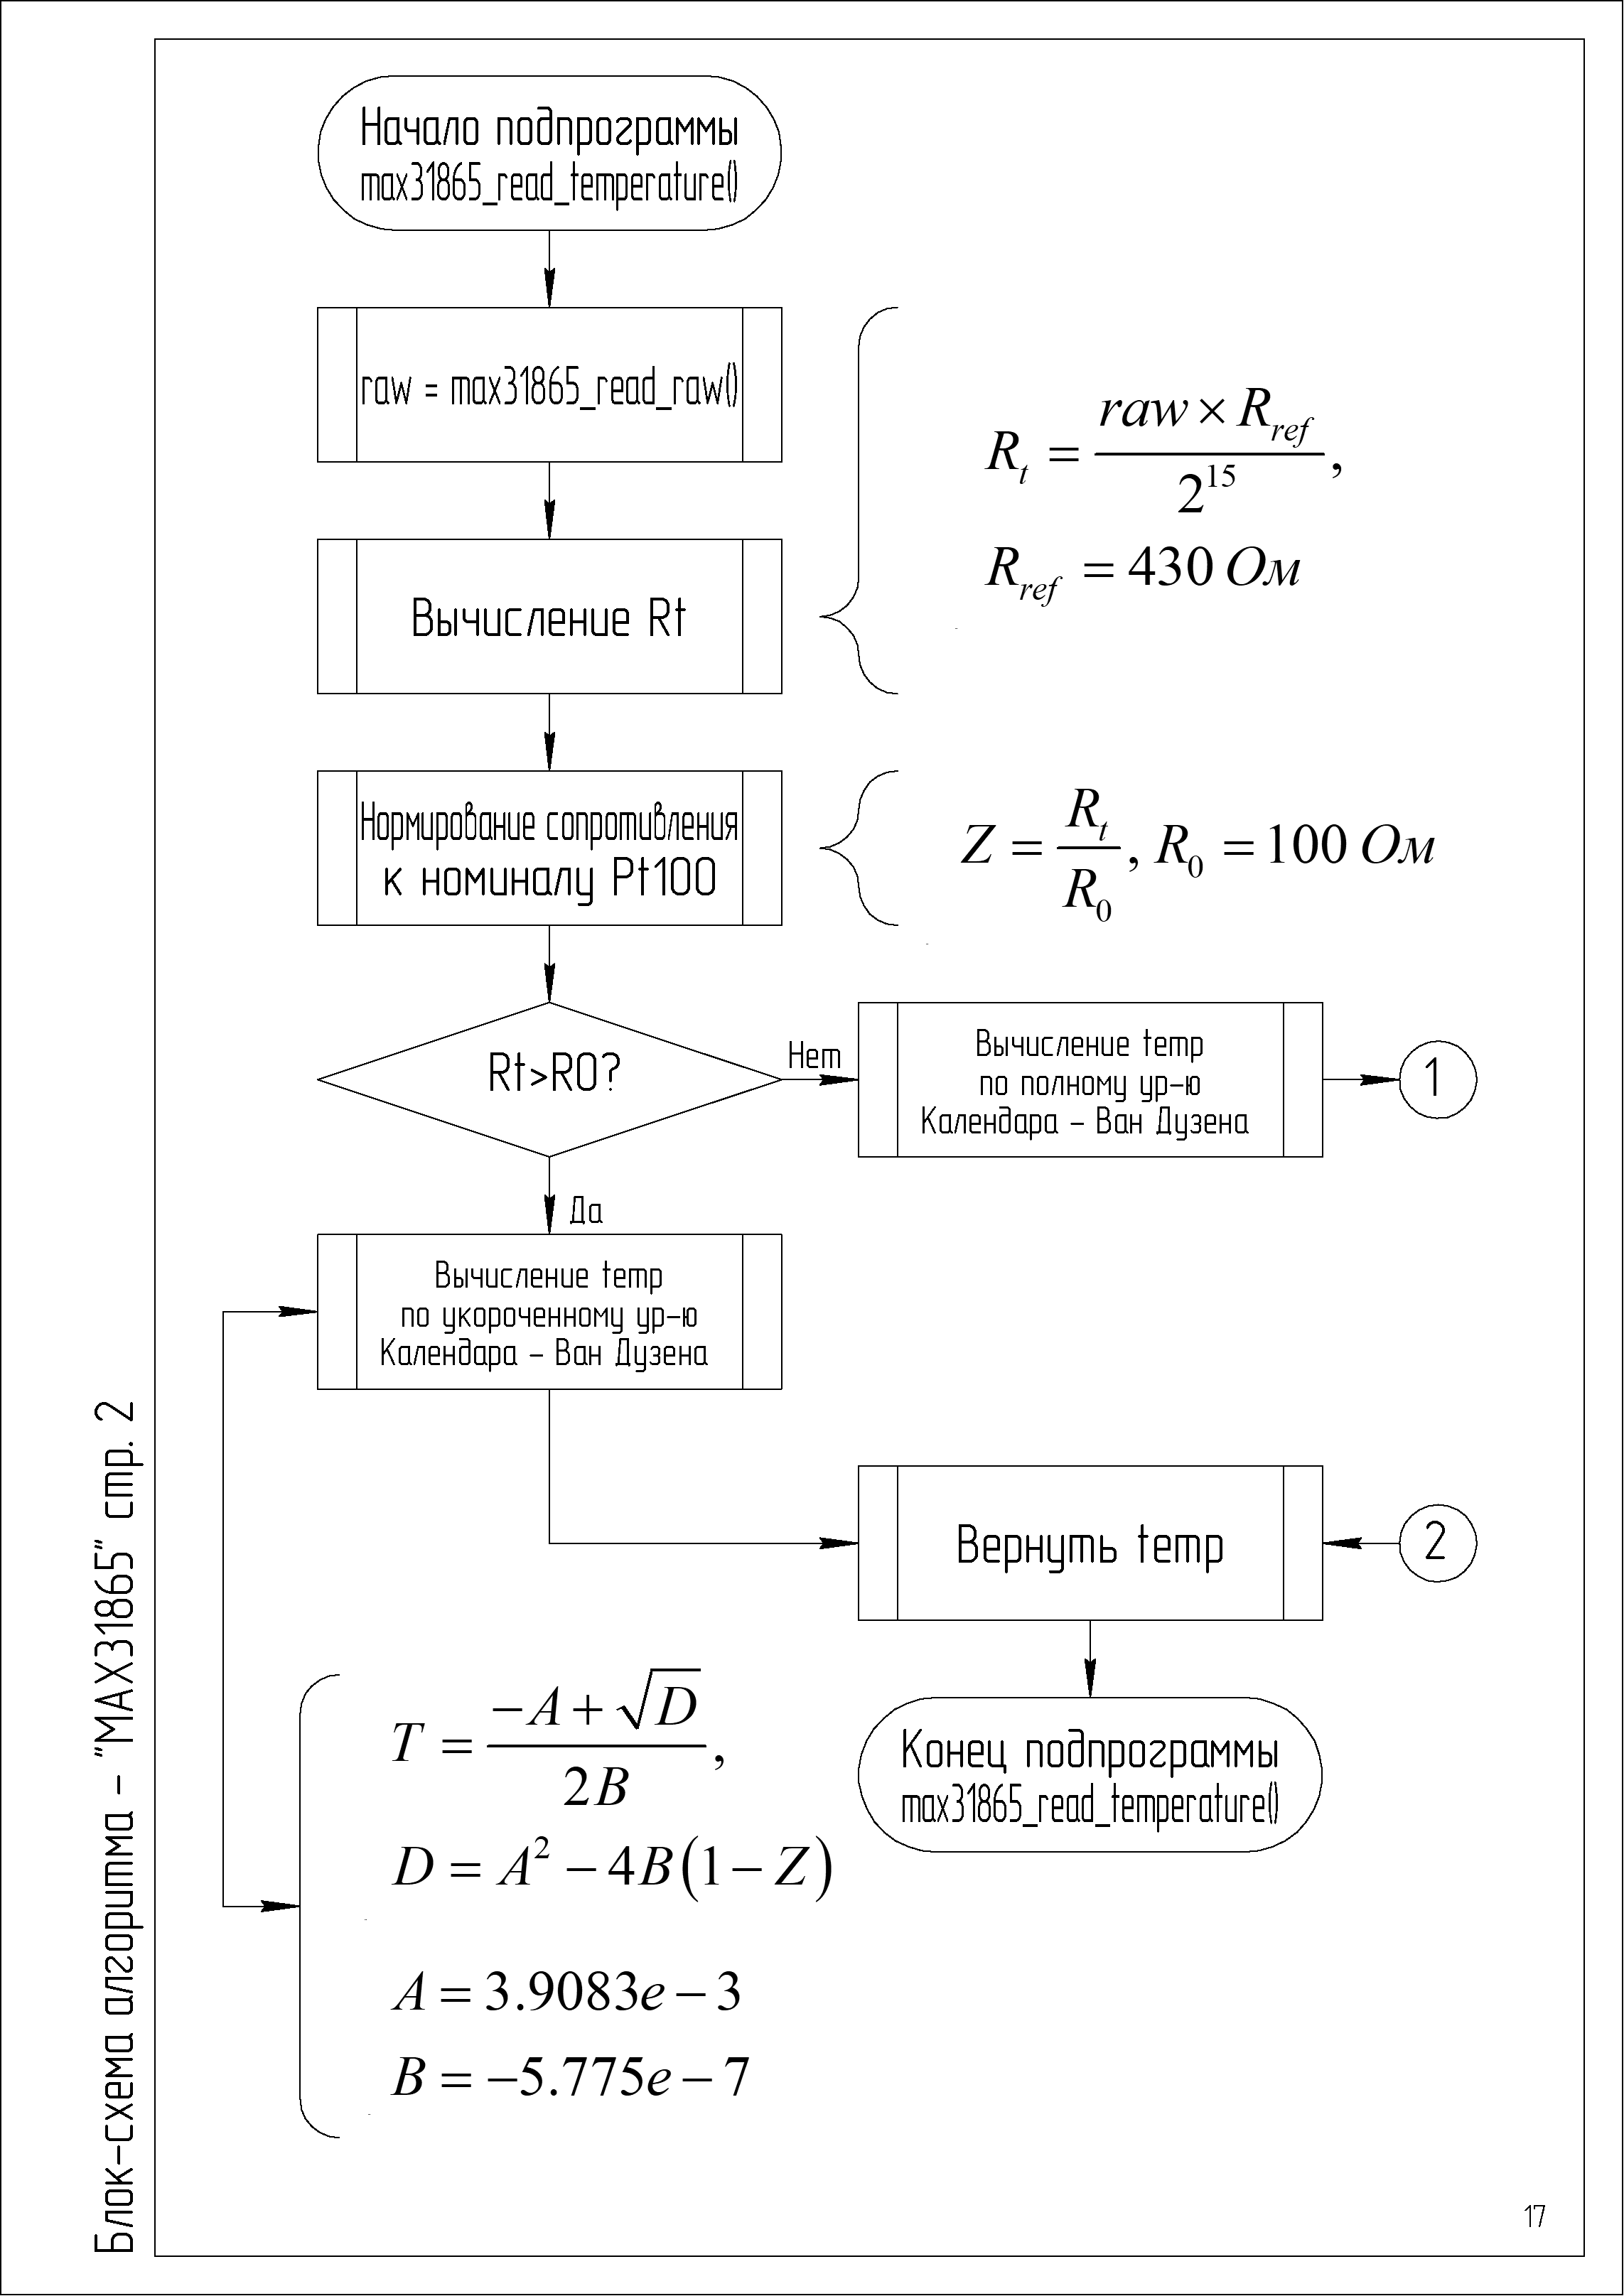 Начало подпрограммы
max31865_read_temperature()
raw = max31865_read_raw()
R_t = (raw × R_ref) / 2^15,
R_ref = 430 Ом
Вычисление Rt
Нормирование сопротивления
к номиналу Pt100
Z = R_t / R_0, R_0 = 100 Ом
Rt>R0?
Нет
Вычисление temp
по полному ур-ю
Календара - Ван Дузена
1
Да
Вычисление temp
по укороченному ур-ю
Календара - Ван Дузена
Вернуть temp
2
T = (−A + √D) / 2B,
D = A² − 4B(1 − Z)
A = 3.9083e − 3
B = −5.775e − 7
Конец подпрограммы
max31865_read_temperature()
Блок-схема алгоритма - "MAX31865" стр. 2
17